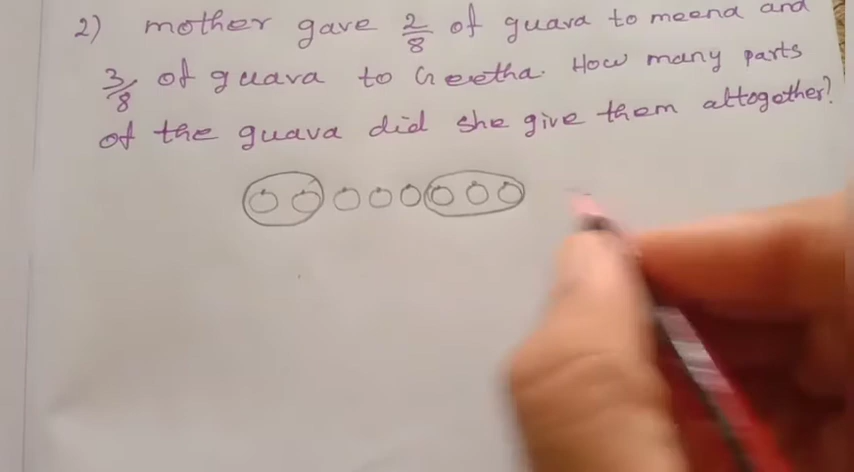 2) mother gave 2/8 of guava to meena and
3/8 of guava to Geetha. How many parts
of the guava did she give them altogether?